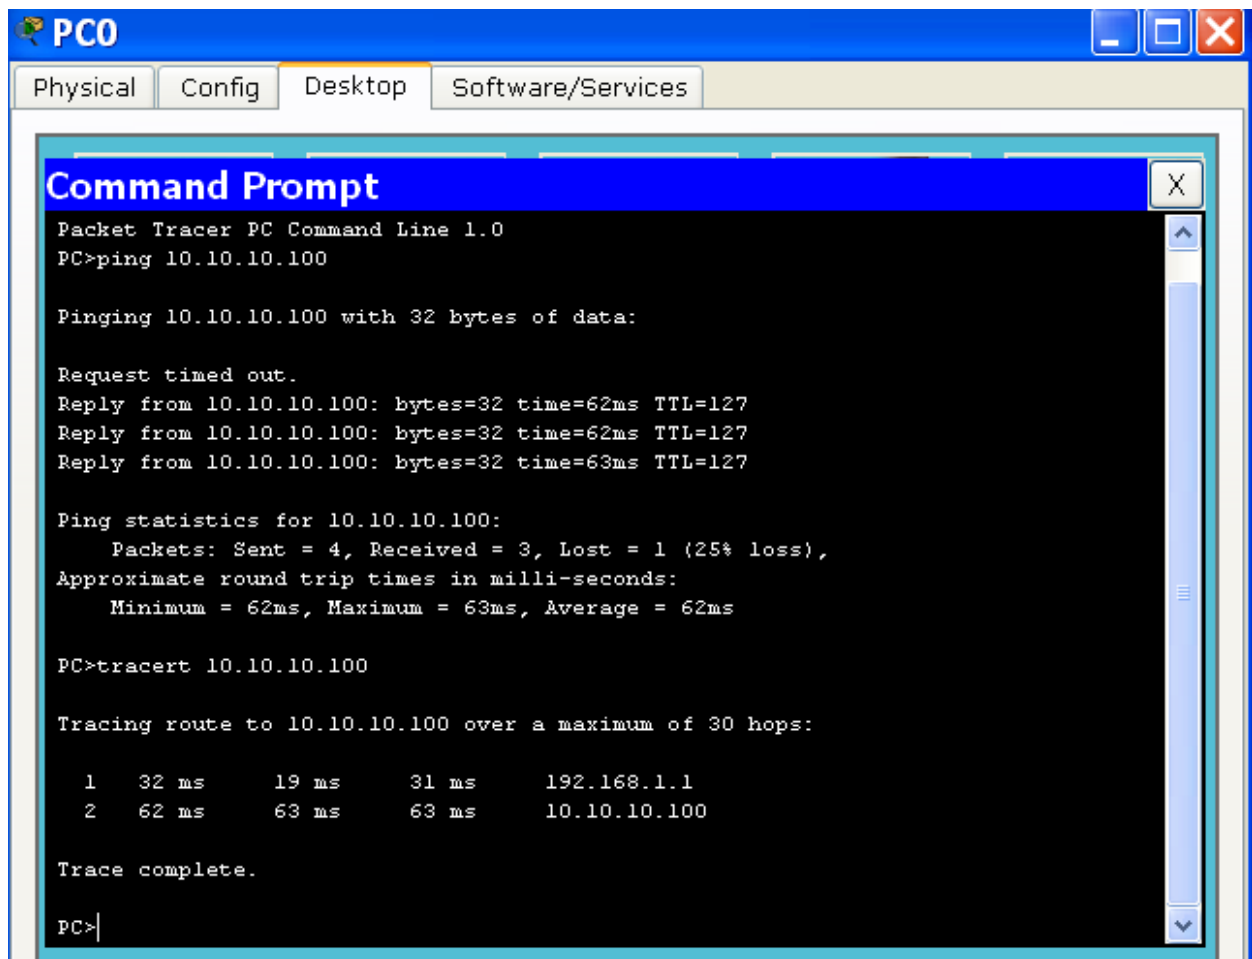 PC0
Physical Config Desktop Software/Services
Command Prompt X
Packet Tracer PC Command Line 1.0
PC>ping 10.10.10.100
Pinging 10.10.10.100 with 32 bytes of data:
Request timed out.
Reply from 10.10.10.100: bytes=32 time=62ms TTL=127
Reply from 10.10.10.100: bytes=32 time=62ms TTL=127
Reply from 10.10.10.100: bytes=32 time=63ms TTL=127
Ping statistics for 10.10.10.100:
Packets: Sent = 4, Received = 3, Lost = 1 (25% loss),
Approximate round trip times in milli-seconds:
Minimum = 62ms, Maximum = 63ms, Average = 62ms
PC>tracert 10.10.10.100
Tracing route to 10.10.10.100 over a maximum of 30 hops:
1 32 ms 19 ms 31 ms 192.168.1.1
2 62 ms 63 ms 63 ms 10.10.10.100
Trace complete.
PC>